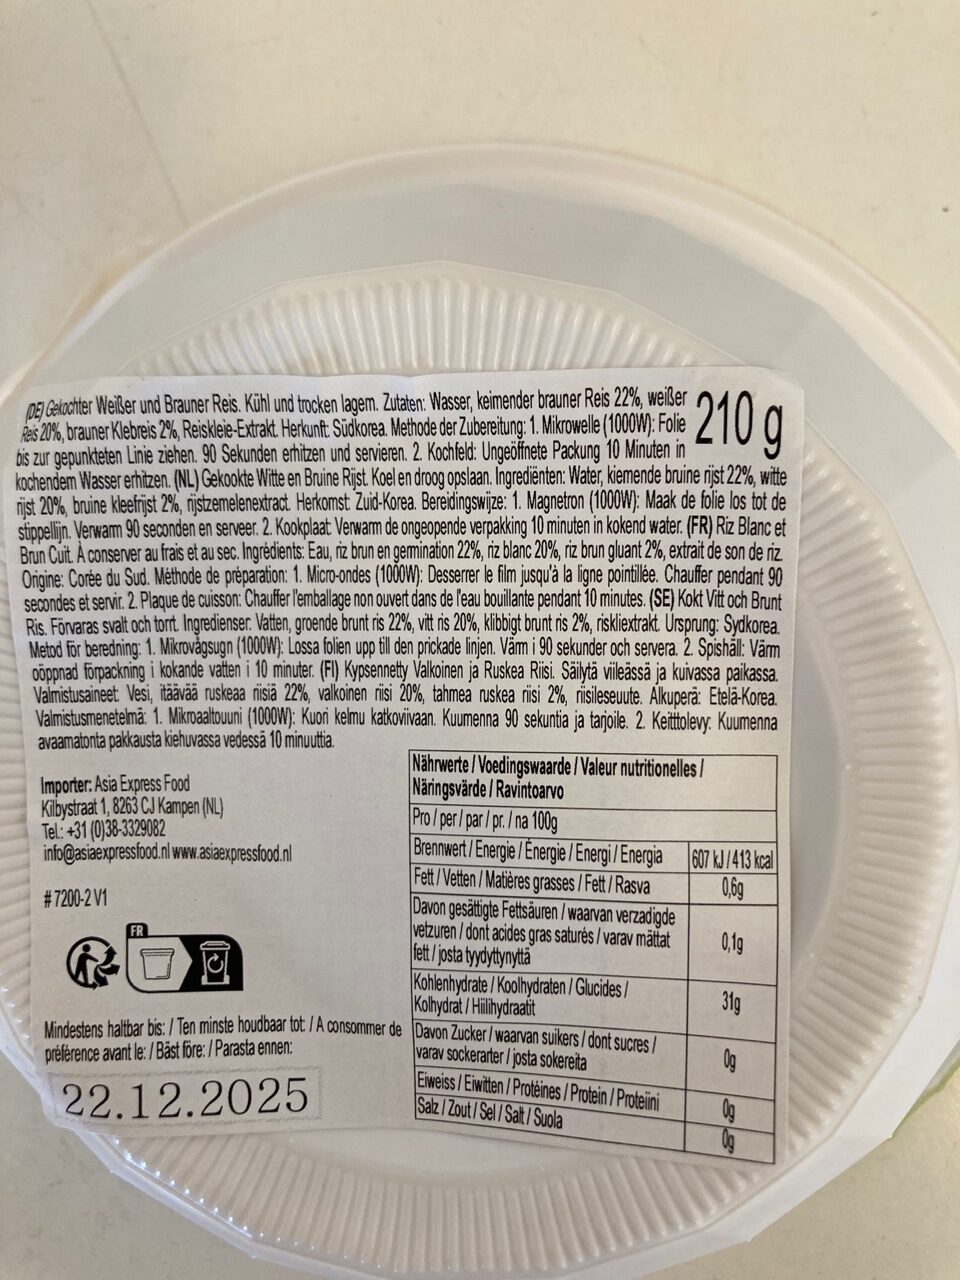 (DE) Gekochter Weißer und Brauner Reis. Kühl und trocken lagern. Zutaten: Wasser, keimender brauner Reis 22%, weißer
Reis 20%, brauner Klebreis 2%, Reiskleie-Extrakt. Herkunft: Südkorea. Methode der Zubereitung: 1. Mikrowelle (1000W): Folie
bis zur gepunkteten Linie ziehen. 90 Sekunden erhitzen und servieren. 2. Kochfeld: Ungeöffnete Packung 10 Minuten in
210 g
kochendem Wasser erhitzen. (NL) Gekookte Witte en Bruine Rijst. Koel en droog opslaan. Ingrediënten: Water, kiemende bruine rijst 22%, witte
rijst 20%, bruine kleefrijst 2%, rijstzemelenextract. Herkomst: Zuid-Korea. Bereidingswijze: 1. Magnetron (1000W): Maak de folie los tot de
stippellijn. Verwarm 90 seconden en serveer. 2. Kookplaat: Verwarm de ongeopende verpakking 10 minuten in kokend water. (FR) Riz Blanc et
Brun Cuit. À conserver au frais et au sec. Ingrédients: Eau, riz brun en germination 22%, riz blanc 20%, riz brun gluant 2%, extrait de son de riz.
Origine: Corée du Sud. Méthode de préparation: 1. Micro-ondes (1000W): Desserrer le film jusqu'à la ligne pointillée. Chauffer pendant 90
secondes et servir. 2. Plaque de cuisson: Chauffer l'emballage non ouvert dans de l'eau bouillante pendant 10 minutes. (SE) Kokt Vitt och Brunt
Ris. Förvaras svalt och torrt. Ingredienser: Vatten, groende brunt ris 22%, vitt ris 20%, klibbigt brunt ris 2%, riskliextrakt. Ursprung: Sydkorea.
Metod för beredning: 1. Mikrovågsugn (1000W): Lossa folien upp till den prickade linjen. Värm i 90 sekunder och servera. 2. Spishäll: Värm
oöppnad förpackning i kokande vatten i 10 minuter. (FI) Kypsennetty Valkoinen ja Ruskea Riisi. Säilytä viileässä ja kuivassa paikassa.
Valmistusaineet: Vesi, itäävää ruskeaa riisiä 22%, valkoinen riisi 20%, tahmea ruskea riisi 2%, riisileseuute. Alkuperä: Etelä-Korea.
Valmistusmenetelmä: 1. Mikroaaltouuni (1000W): Kuori kelmu katkoviivaan. Kuumenna 90 sekuntia ja tarjoile. 2. Keitttolevy: Kuumenna
avaamatonta pakkausta kiehuvassa vedessä 10 minuuttia.
Importer: Asia Express Food
Kilbystraat 1, 8263 CJ Kampen (NL)
Tel.: +31 (0)38-3329082
info@asiaexpressfood.nl www.asiaexpressfood.nl
# 7200-2 V1
FR
Mindestens haltbar bis: / Ten minste houdbaar tot: / A consommer de
préférence avant le: / Bäst före: / Parasta ennen:
22.12.2025
Nährwerte / Voedingswaarde / Valeur nutritionelles /
Näringsvärde / Ravintoarvo
Pro / per / par / pr. / na 100g
Brennwert / Energie / Énergie / Energi / Energia 607 kJ / 413 kcal
Fett / Vetten / Matières grasses / Fett / Rasva 0,6g
Davon gesättigte Fettsäuren / waarvan verzadigde
vetzuren / dont acides gras saturés / varav mättat 0,1g
fett / josta tyydyttynyttä
Kohlenhydrate / Koolhydraten / Glucides / 31g
Kolhydrat / Hiilihydraatit
Davon Zucker / waarvan suikers / dont sucres / 0g
varav sockerarter / josta sokereita
Eiweiss / Eiwitten / Protéines / Protein / Proteiini 0g
Salz / Zout / Sel / Salt / Suola 0g